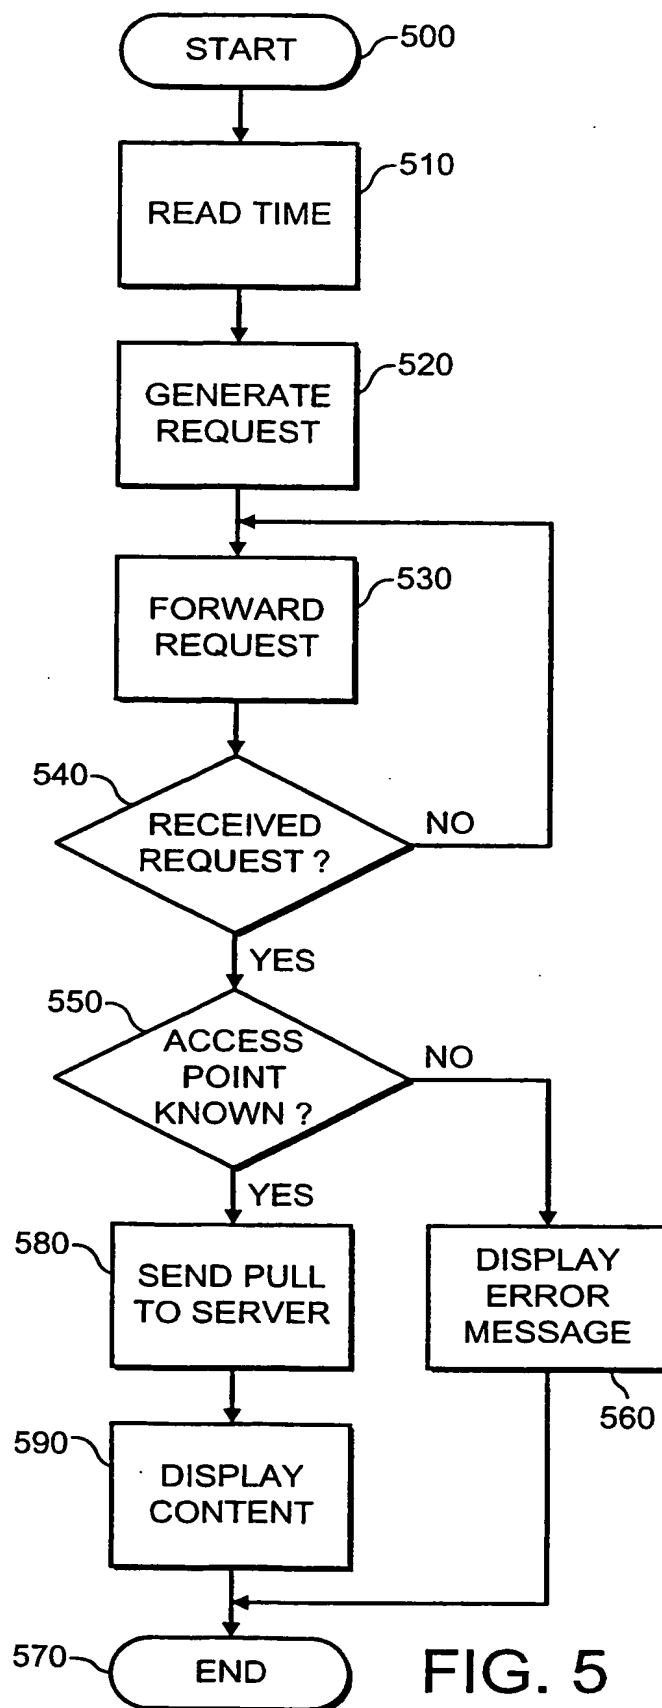 START
500
510
READ TIME
520
GENERATE
REQUEST
530
FORWARD
REQUEST
540
RECEIVED
REQUEST ?
NO
YES
550
ACCESS
POINT
KNOWN ?
NO
YES
580
SEND PULL
TO SERVER
DISPLAY
ERROR
MESSAGE
560
590
DISPLAY
CONTENT
570
END
FIG. 5